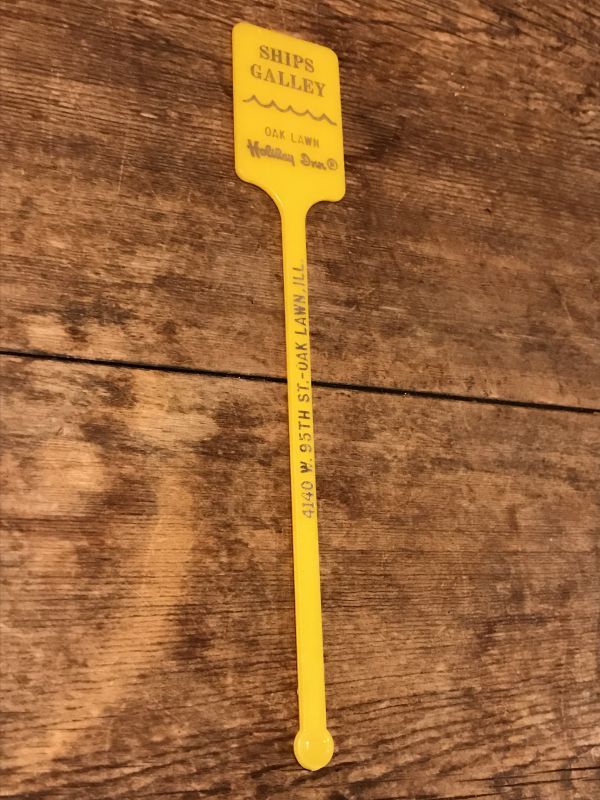 SHIPS
GALLEY
OAK LAWN
Holiday Inn®
4140 W. 95TH ST.-OAK LAWN, ILL.